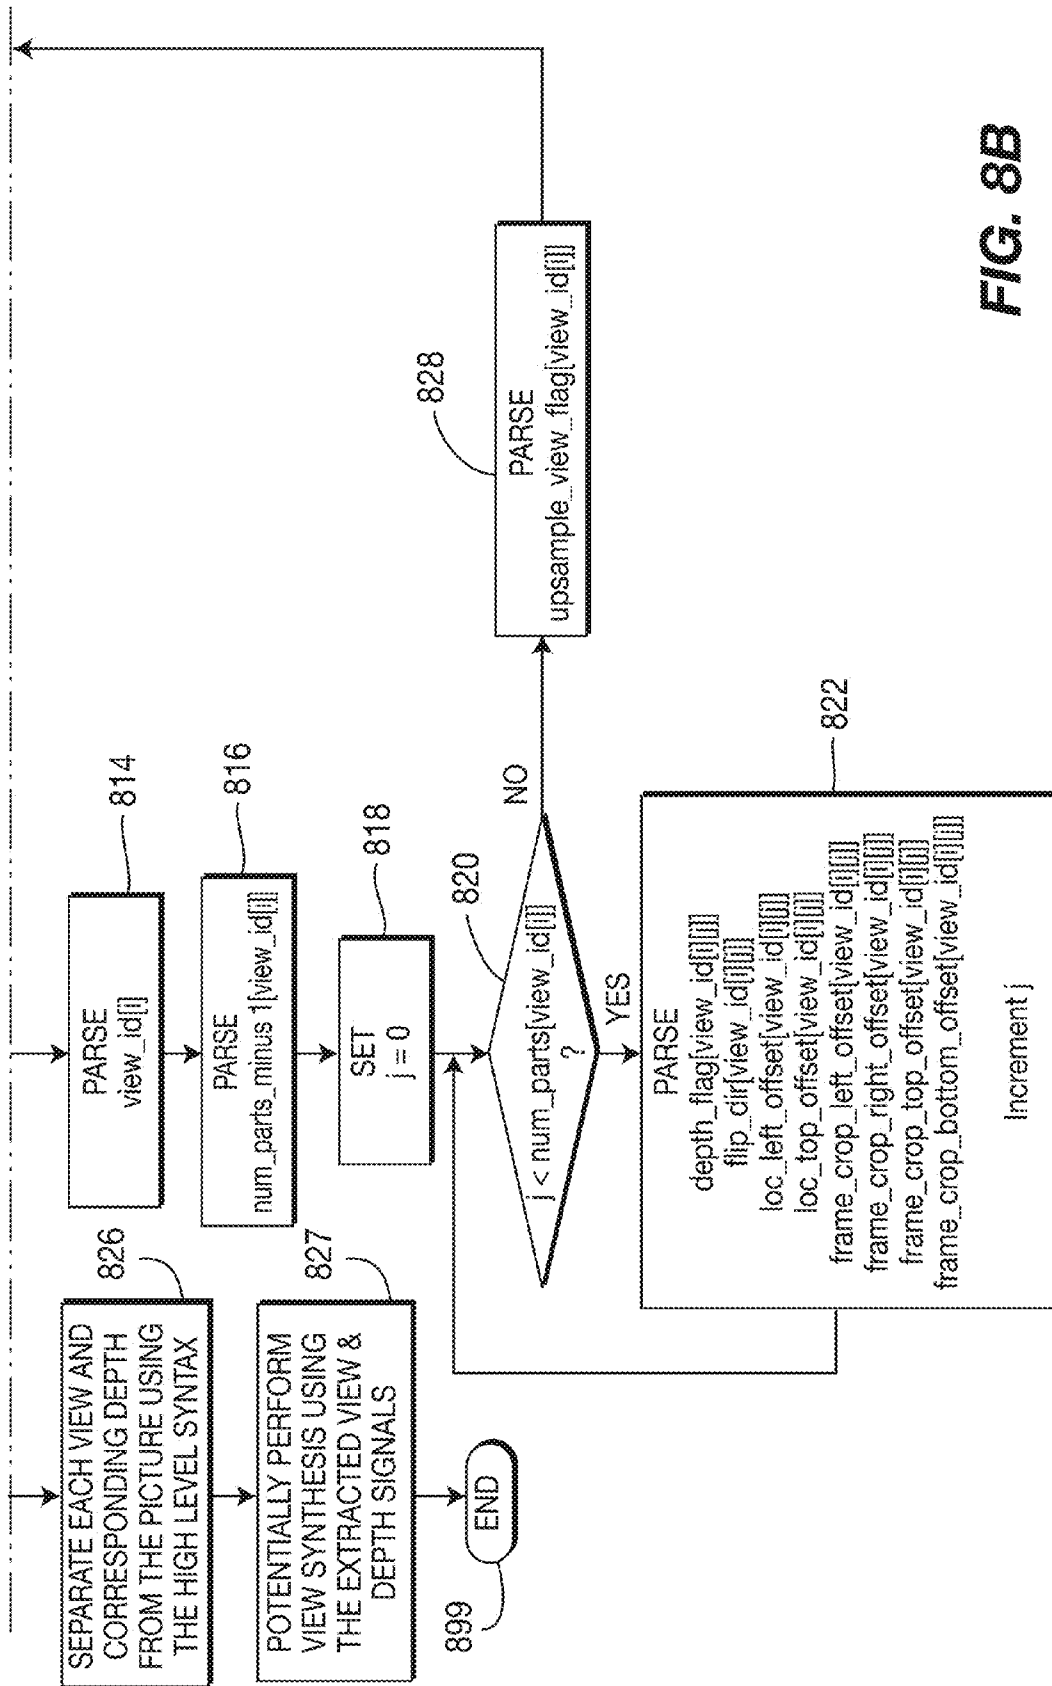 SEPARATE EACH VIEW AND
CORRESPONDING DEPTH
FROM THE PICTURE USING
THE HIGH LEVEL SYNTAX
826
POTENTIALLY PERFORM
VIEW SYNTHESIS USING
THE EXTRACTED VIEW &
DEPTH SIGNALS
827
END
899
PARSE
view_id[i]
814
PARSE
num_parts_minus 1[view_id[i]]
816
SET
j = 0
818
j < num_parts[view_id[i]]
?
820
NO
YES
PARSE
depth_flag[view_id[i][j]]
flip_dir[view_id[i][j]]
loc_left_offset[view_id[i][j]]
loc_top_offset[view_id[i][j]]
frame_crop_left_offset[view_id[i][j]]
frame_crop_right_offset[view_id[i][j]]
frame_crop_top_offset[view_id[i][j]]
frame_crop_bottom_offset[view_id[i][j]]
Increment j
822
PARSE
upsample_view_flag[view_id[i]]
828
FIG. 8B